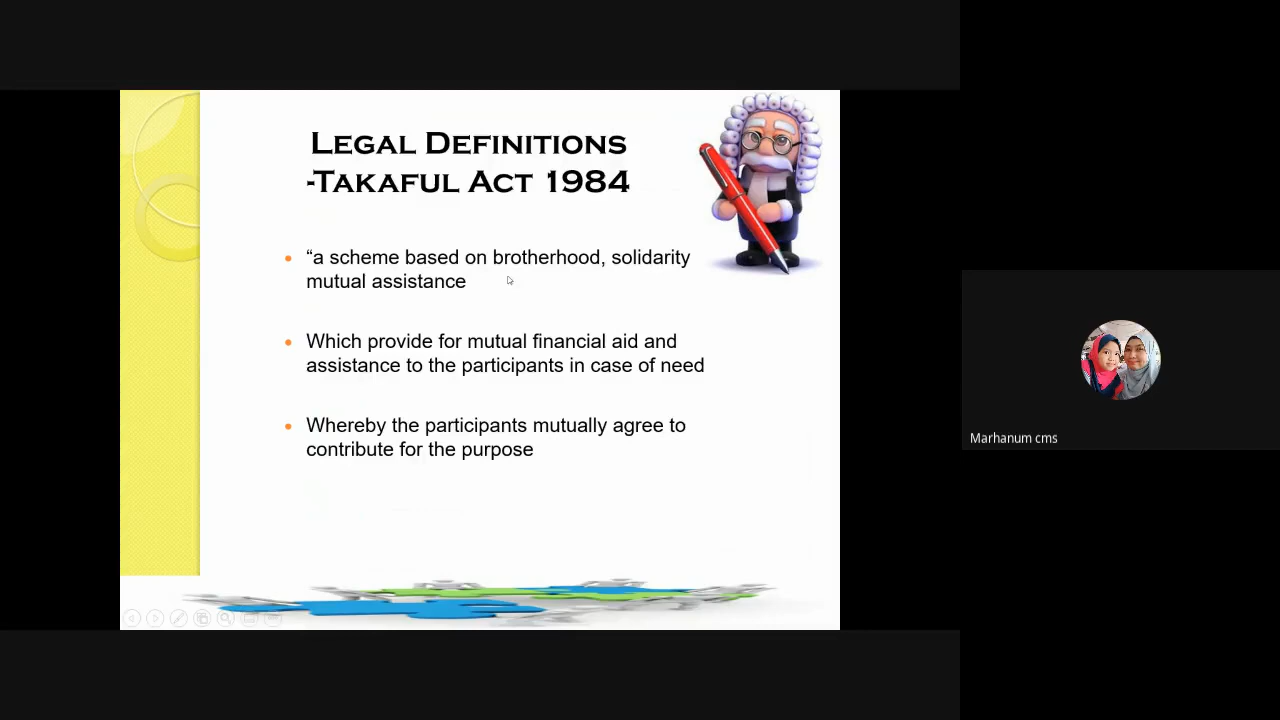 LEGAL DEFINITIONS
-TAKAFUL ACT 1984
“a scheme based on brotherhood, solidarity
mutual assistance
Which provide for mutual financial aid and
assistance to the participants in case of need
Whereby the participants mutually agree to
contribute for the purpose
Marhanum cms